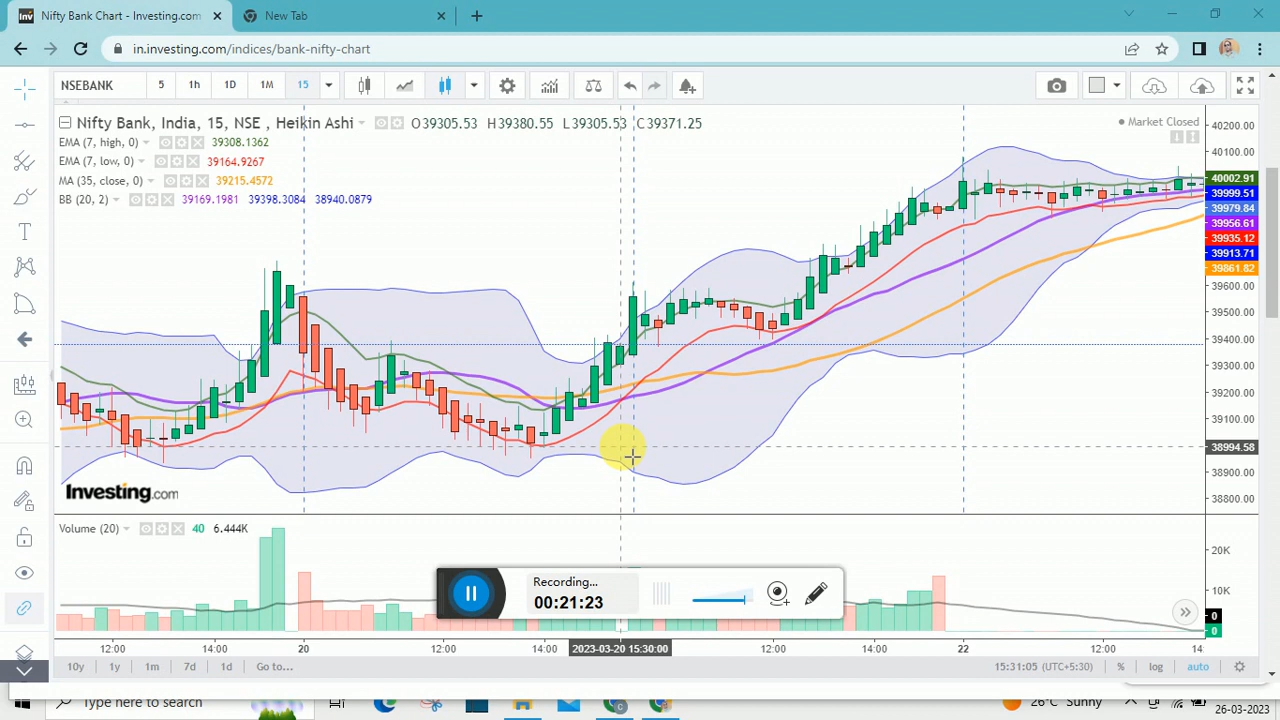 Nifty Bank Chart - Investing.com
New Tab
in.investing.com/indices/bank-nifty-chart
NSEBANK 5 1h 1D 1M 15
Nifty Bank, India, 15, NSE , Heikin Ashi O39305.53 H39380.55 L39305.53 C39371.25
Market Closed
EMA (7, high, 0) 39308.1362
EMA (7, low, 0) 39164.9267
MA (35, close, 0) 39215.4572
BB (20, 2) 39169.1981 39398.3084 38940.0879
40200.00
40100.00
40002.91
39999.51
39979.84
39956.61
39935.12
39913.71
39861.82
39600.00
39500.00
39400.00
39300.00
39200.00
39100.00
38994.58
38900.00
38800.00
Investing.com
Volume (20) 40 6.444K
20K
10K
0
0
Recording...
00:21:23
12:00 14:00 20 12:00 14:00 2023-03-20 15:30:00 12:00 14:00 22 12:00 14:
10y 1y 1m 7d 1d Go to... 15:31:05 (UTC+5:30) % log auto
Type here to search
26-03-2023